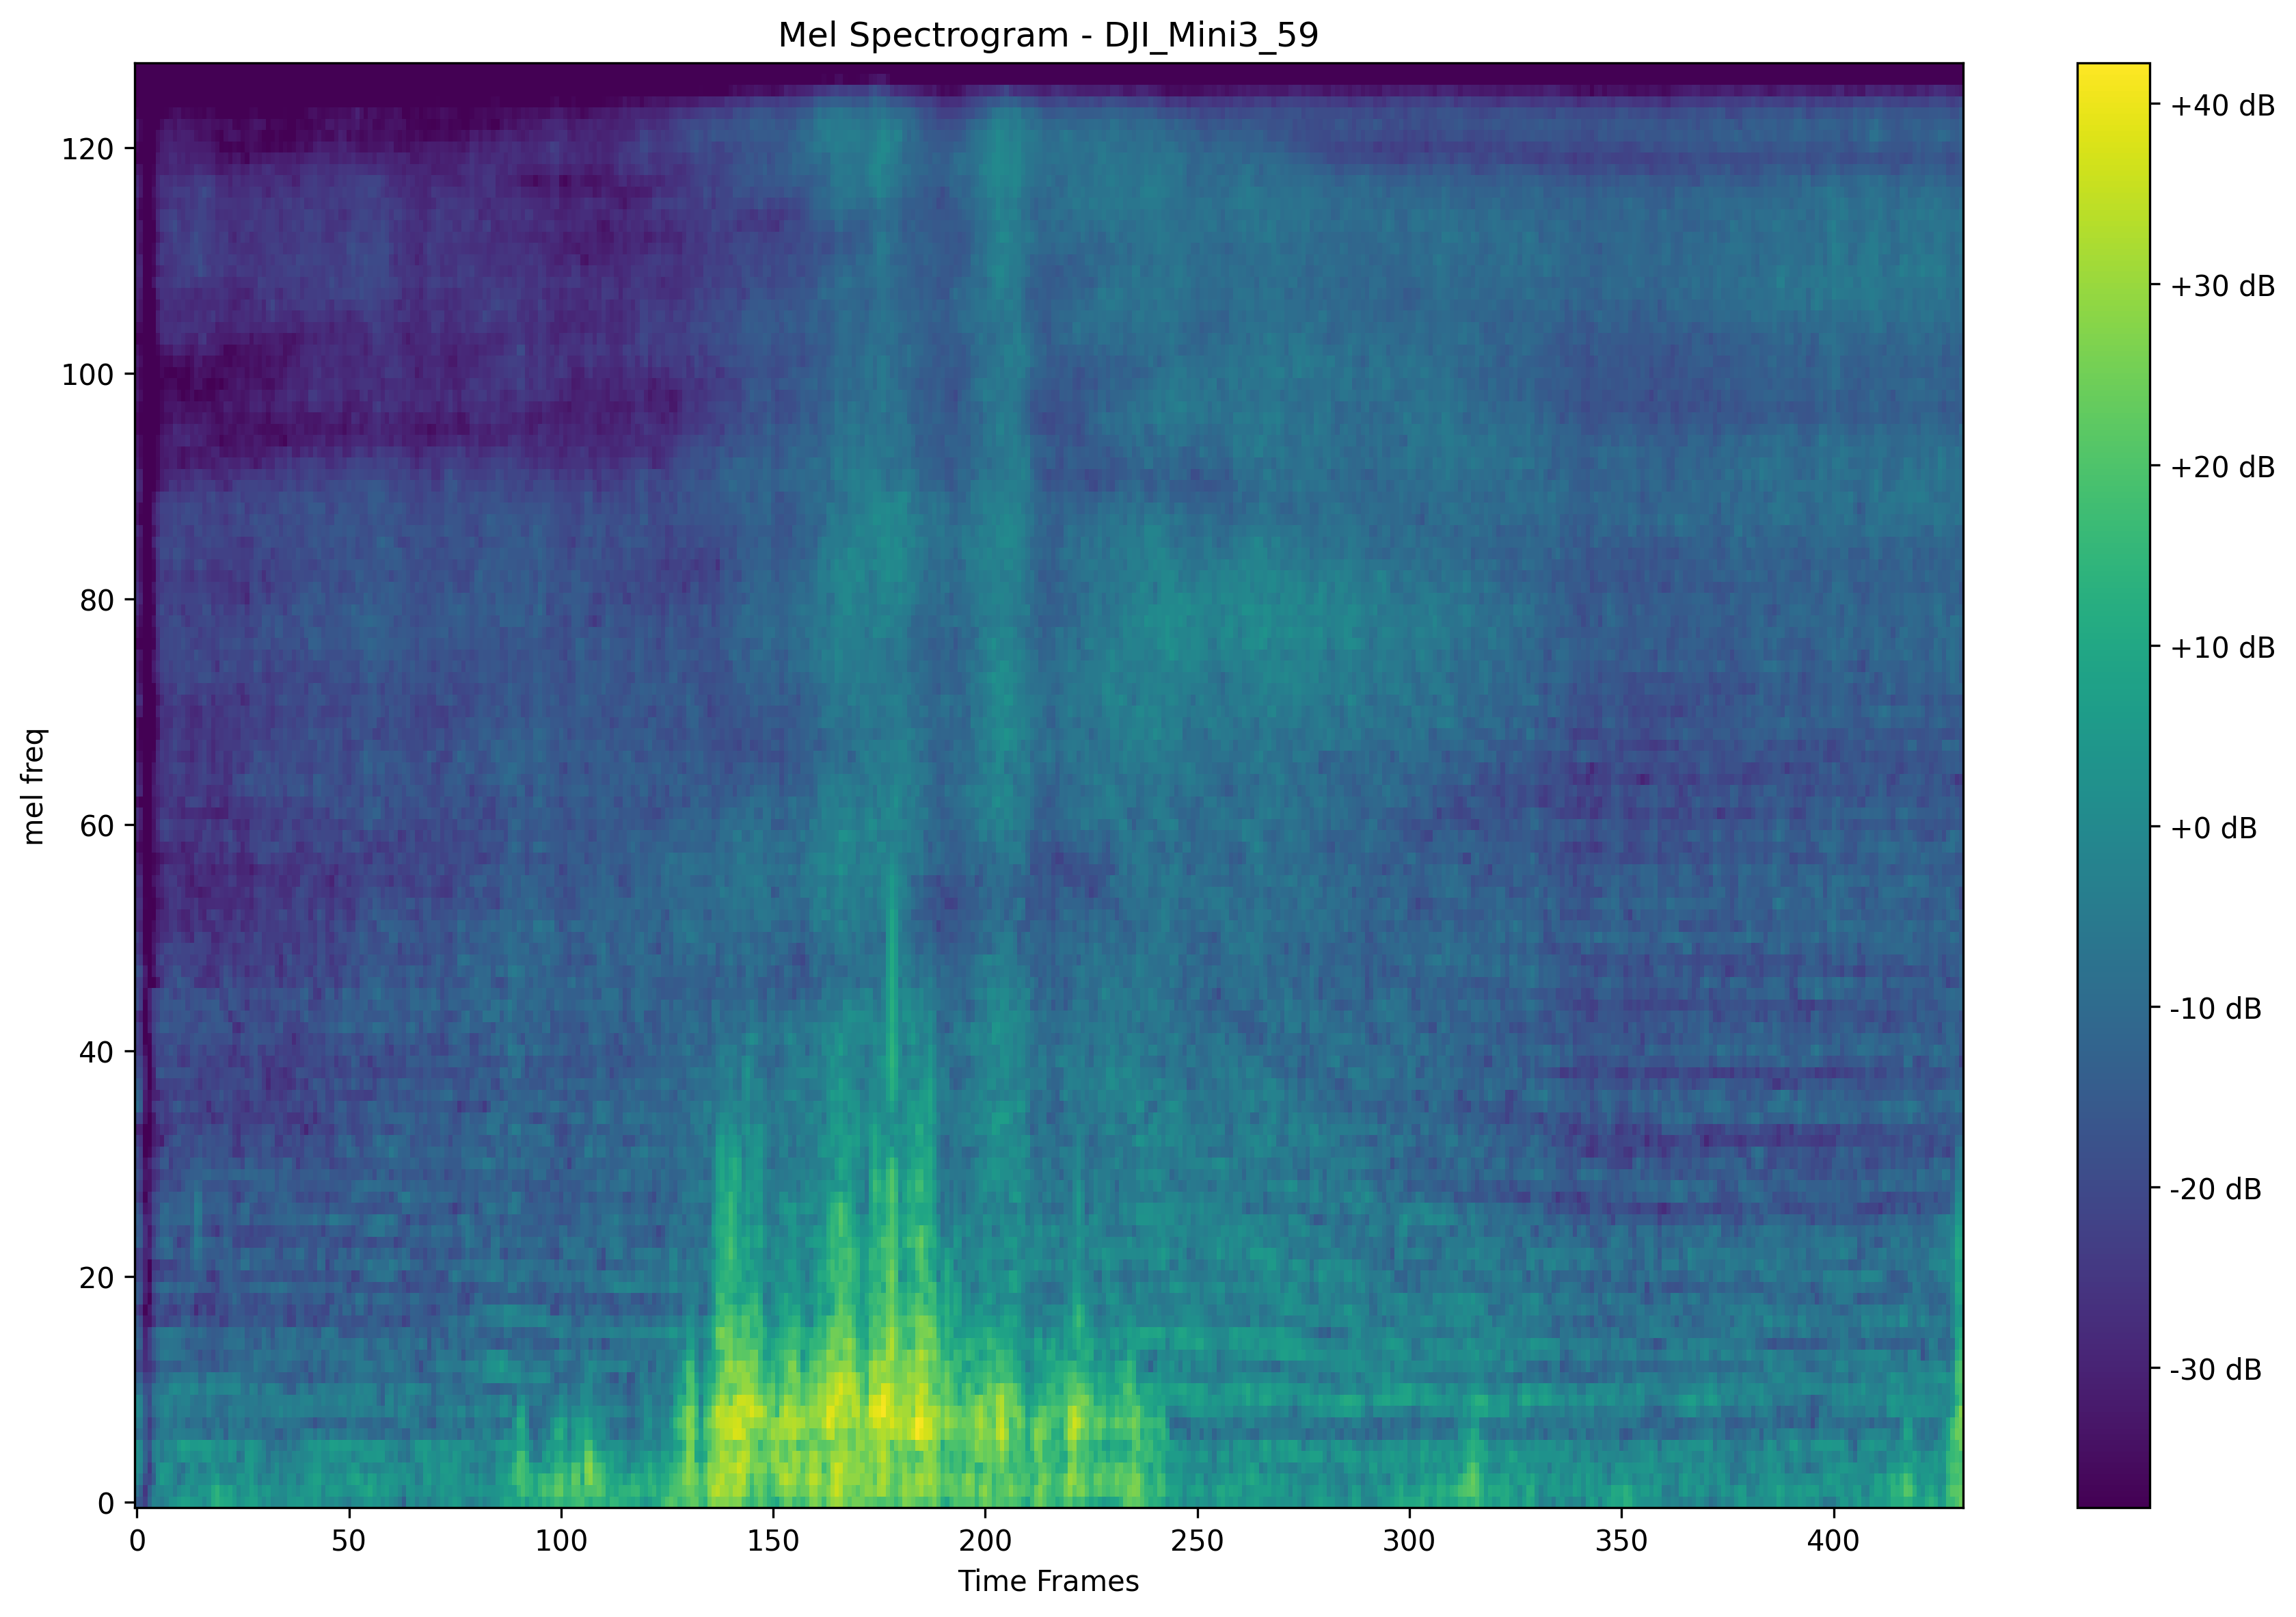 Mel Spectrogram - DJI_Mini3_59
mel freq
120
100
80
60
40
20
0
0 50 100 150 200 250 300 350 400
Time Frames
+40 dB
+30 dB
+20 dB
+10 dB
+0 dB
-10 dB
-20 dB
-30 dB